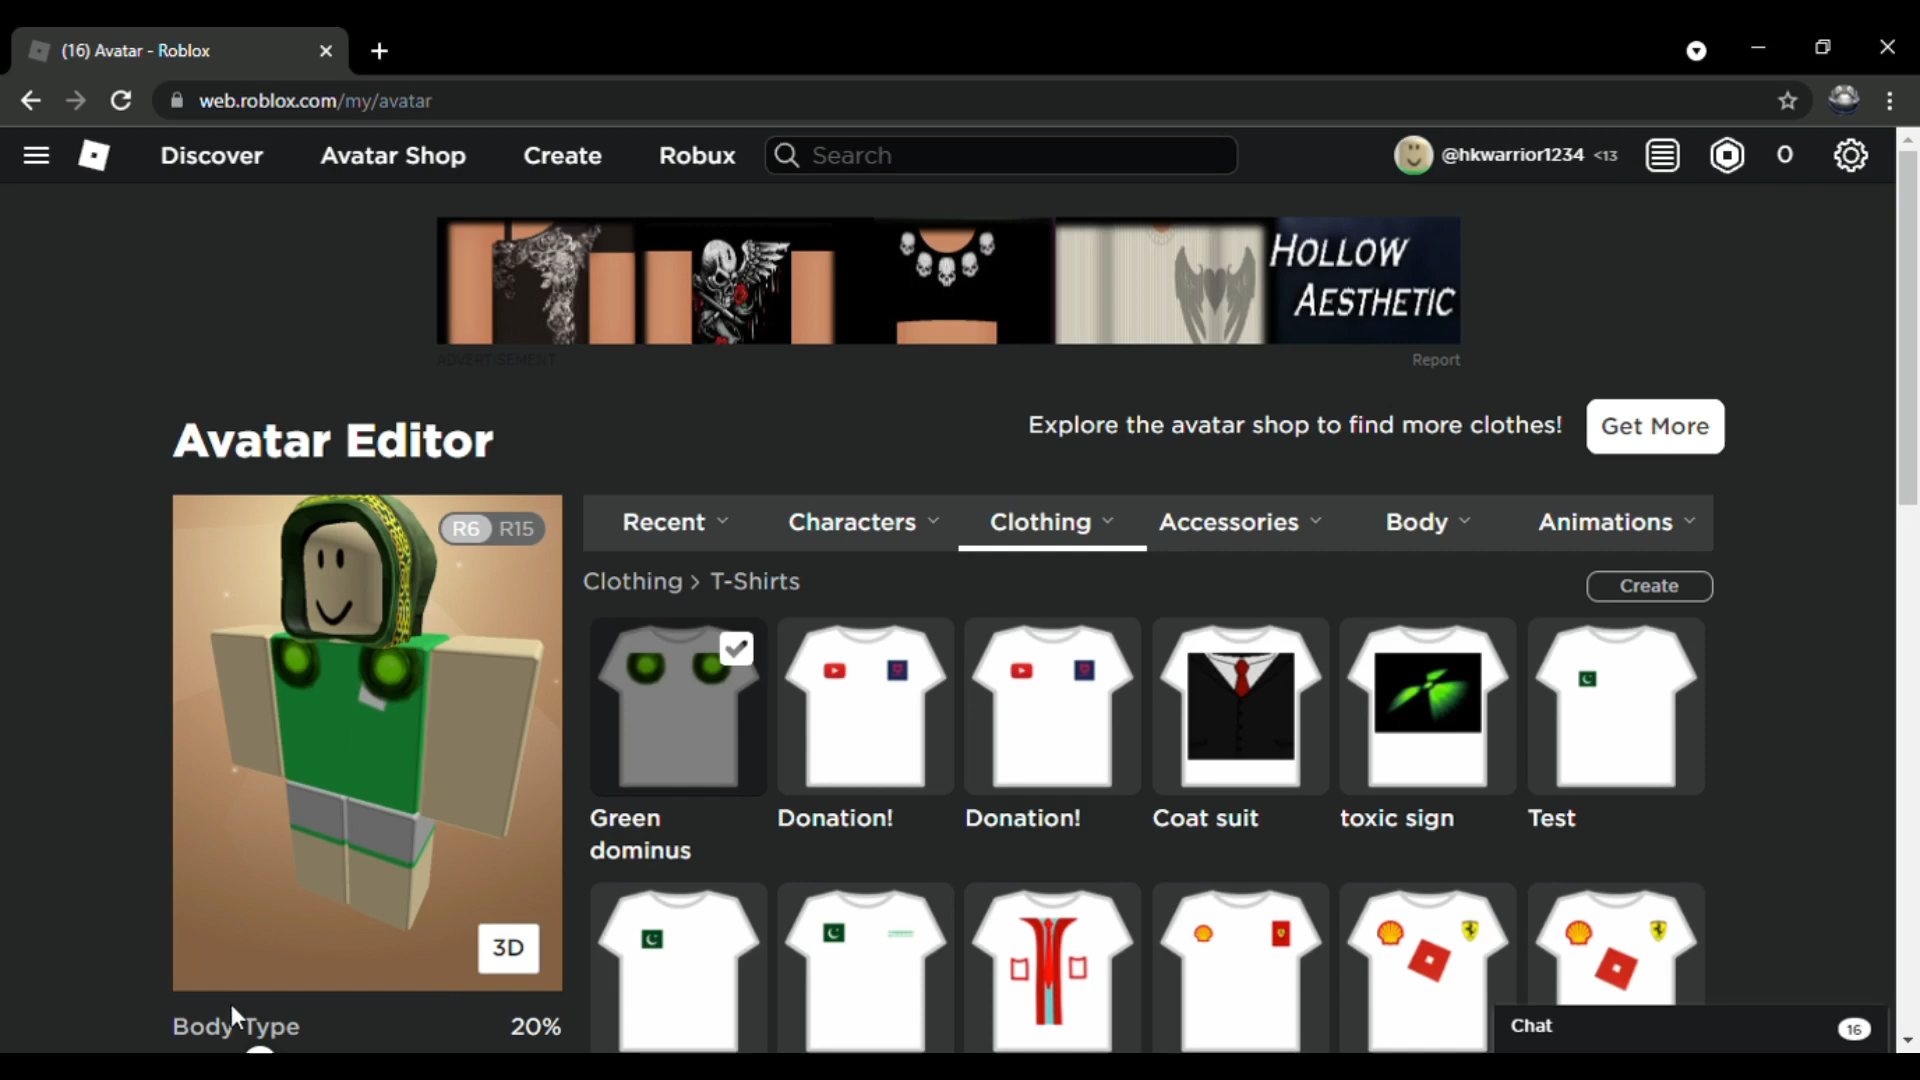 (16) Avatar - Roblox
web.roblox.com/my/avatar
Discover Avatar Shop Create Robux Search @hkwarrior1234 <13 0
HOLLOW
AESTHETIC
ADVERTISEMENT Report
Avatar Editor
Explore the avatar shop to find more clothes! Get More
R6 R15
Recent Characters Clothing Accessories Body Animations
Clothing > T-Shirts
Create
Green
dominus
Donation!
Donation!
Coat suit
toxic sign
Test
3D
Body Type 20%
Chat 16